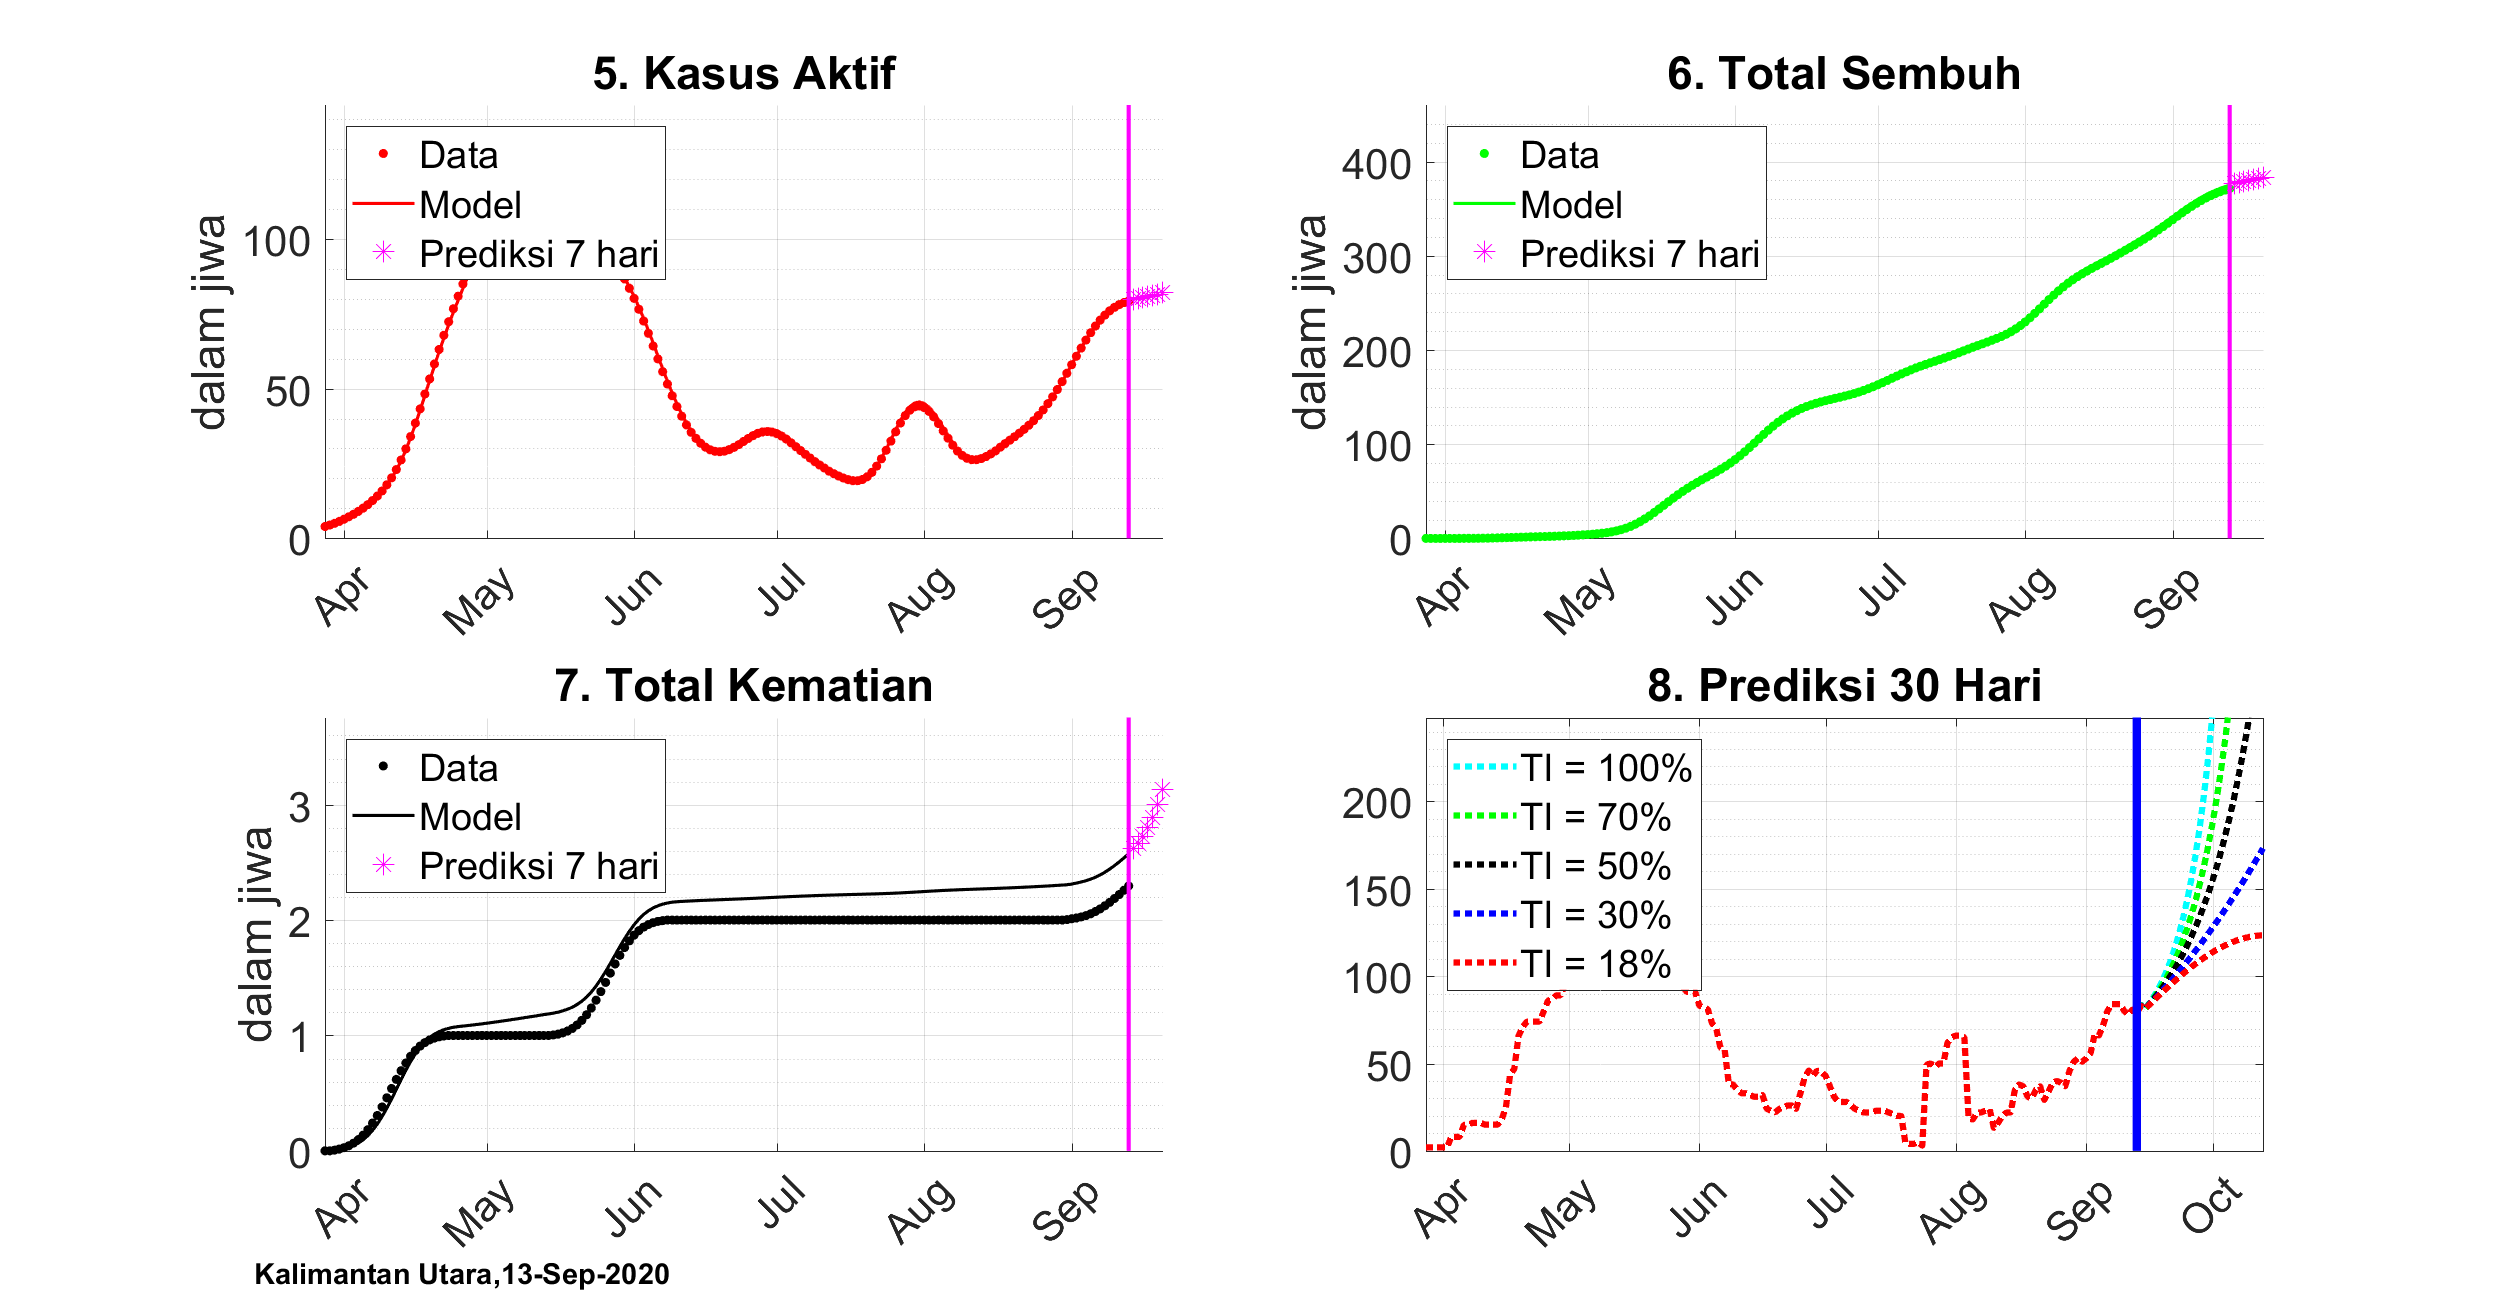 5. Kasus Aktif
dalam jiwa
100
50
0
Data
Model
Prediksi 7 hari
Apr
May
Jun
Jul
Aug
Sep
6. Total Sembuh
dalam jiwa
400
300
200
100
0
Data
Model
Prediksi 7 hari
Apr
May
Jun
Jul
Aug
Sep
7. Total Kematian
dalam jiwa
3
2
1
0
Data
Model
Prediksi 7 hari
Apr
May
Jun
Jul
Aug
Sep
8. Prediksi 30 Hari
200
150
100
50
0
TI = 100%
TI = 70%
TI = 50%
TI = 30%
TI = 18%
Apr
May
Jun
Jul
Aug
Sep
Oct
Kalimantan Utara,13-Sep-2020